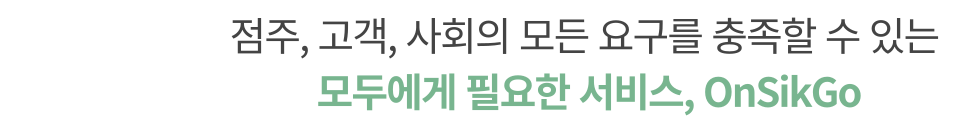 점주, 고객, 사회의 모든 요구를 충족할 수 있는
모두에게 필요한 서비스, OnSikGo